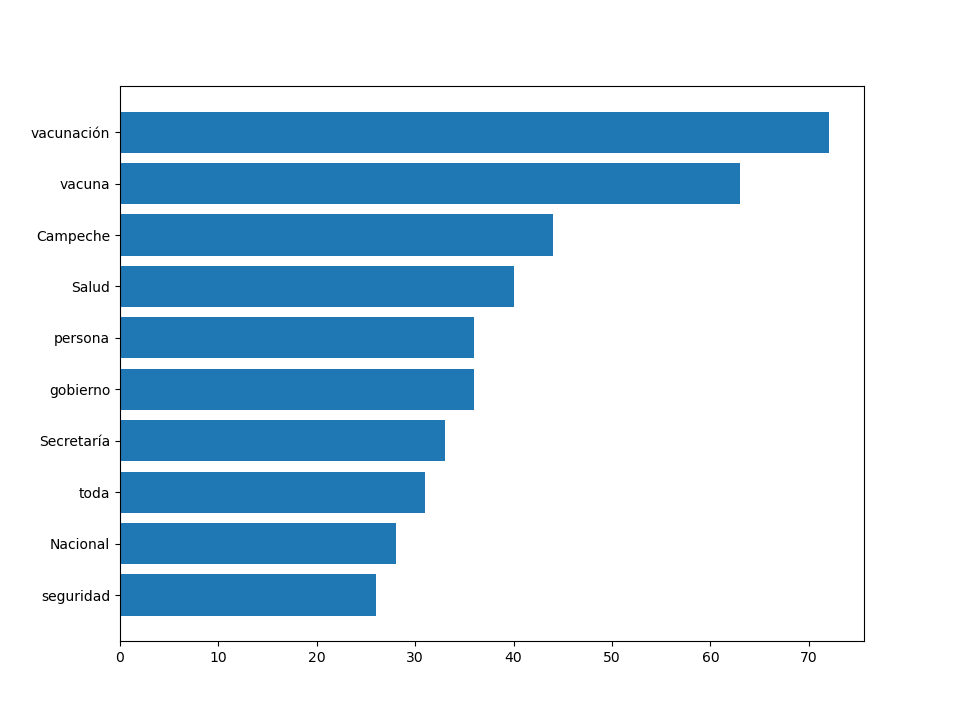 vacunación
vacuna
Campeche
Salud
persona
gobierno
Secretaría
toda
Nacional
seguridad
0 10 20 30 40 50 60 70